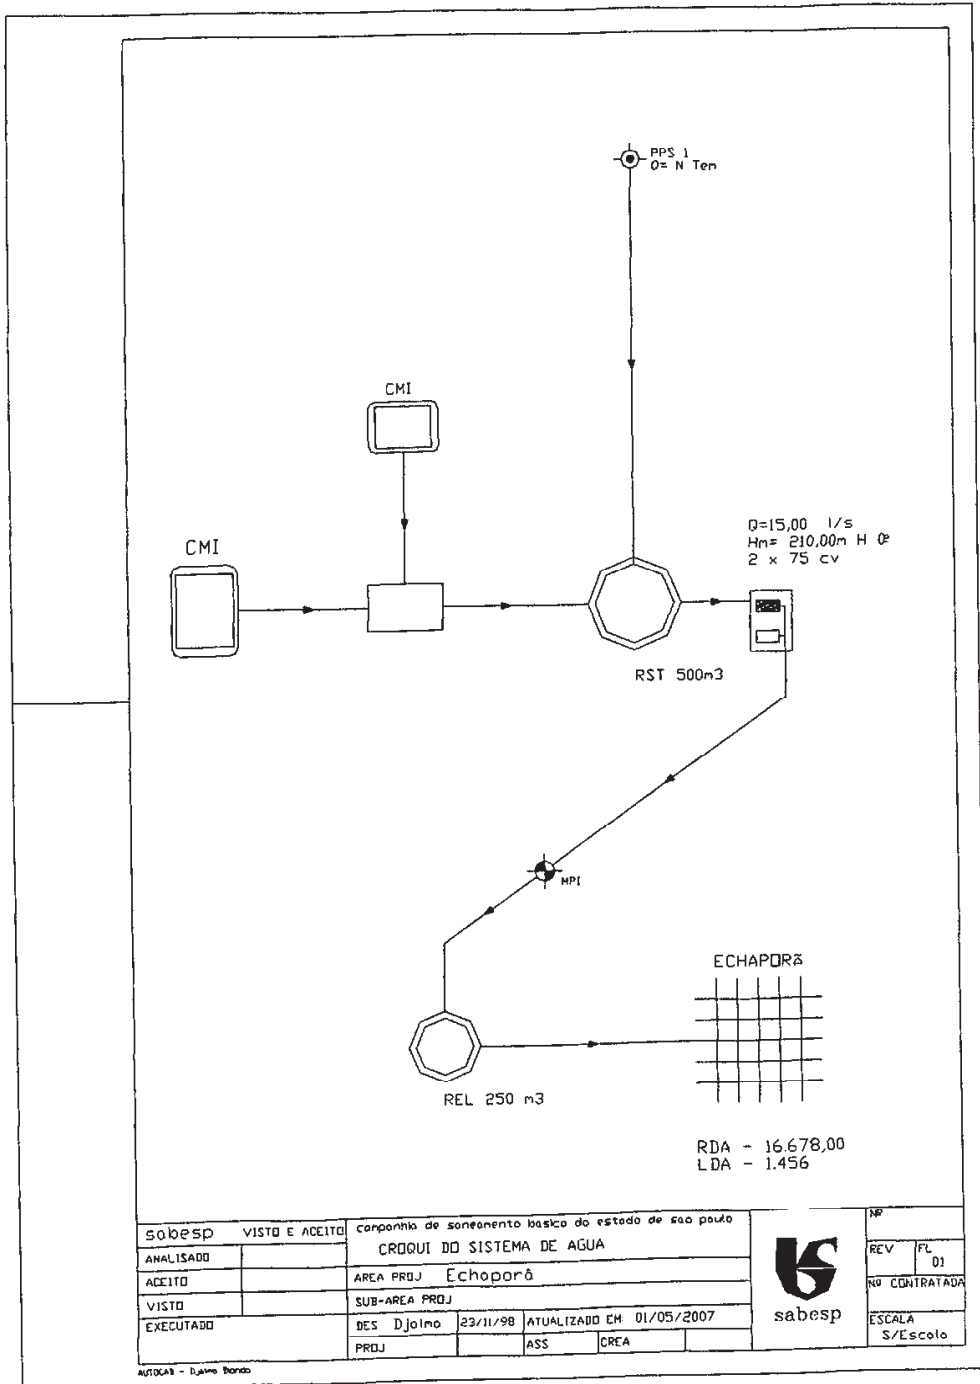 PPS 1
Q= N Tem
CMI
CMI
Q=15,00 l/s
Hm= 210,00m H
2 x 75 cv
RST 500m3
MPI
ECHAPORÃ
REL 250 m3
RDA - 16.678,00
LDA - 1.456
sabesp VISTO E ACEITO
ANALISADO
ACEITO
VISTO
EXECUTADO
companhia de saneamento basico do estado de sao paulo
CROQUI DO SISTEMA DE AGUA
AREA PROJ Echaporã
SUB-AREA PROJ
DES Djalma 23/11/98 ATUALIZADO EM 01/05/2007
PROJ ASS CREA
sabesp
Nº
REV FL
01
Nº CONTRATADA
ESCALA
S/Escala
AUTOCAD - Djalma